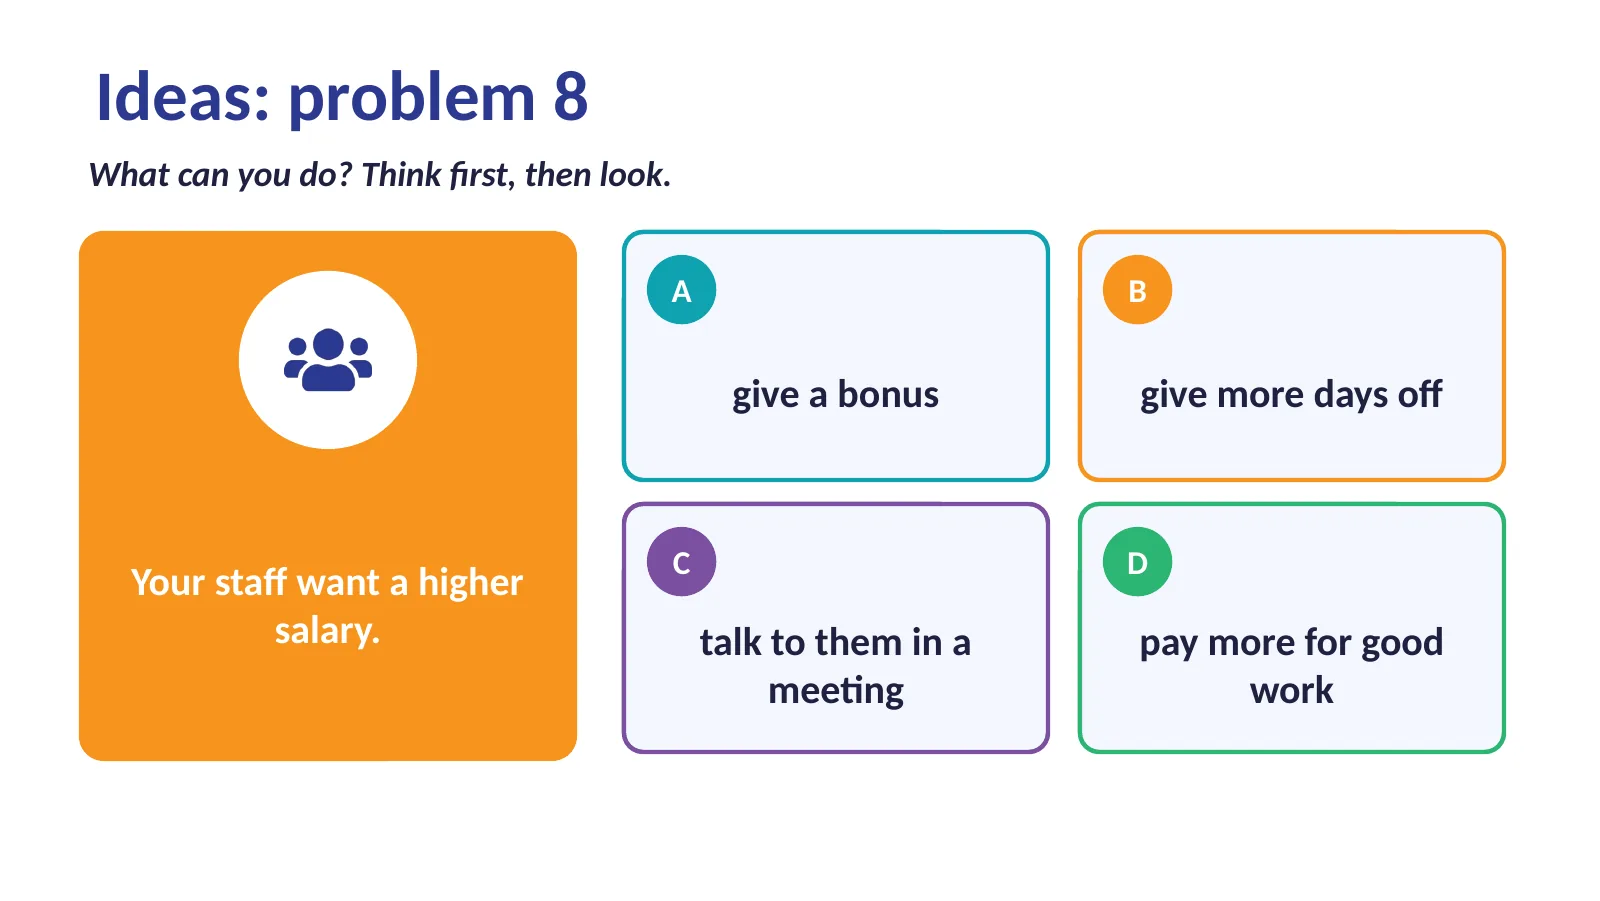 Ideas: problem 8
What can you do? Think first, then look.
Your staff want a higher
salary.
A
give a bonus
B
give more days off
C
talk to them in a
meeting
D
pay more for good
work